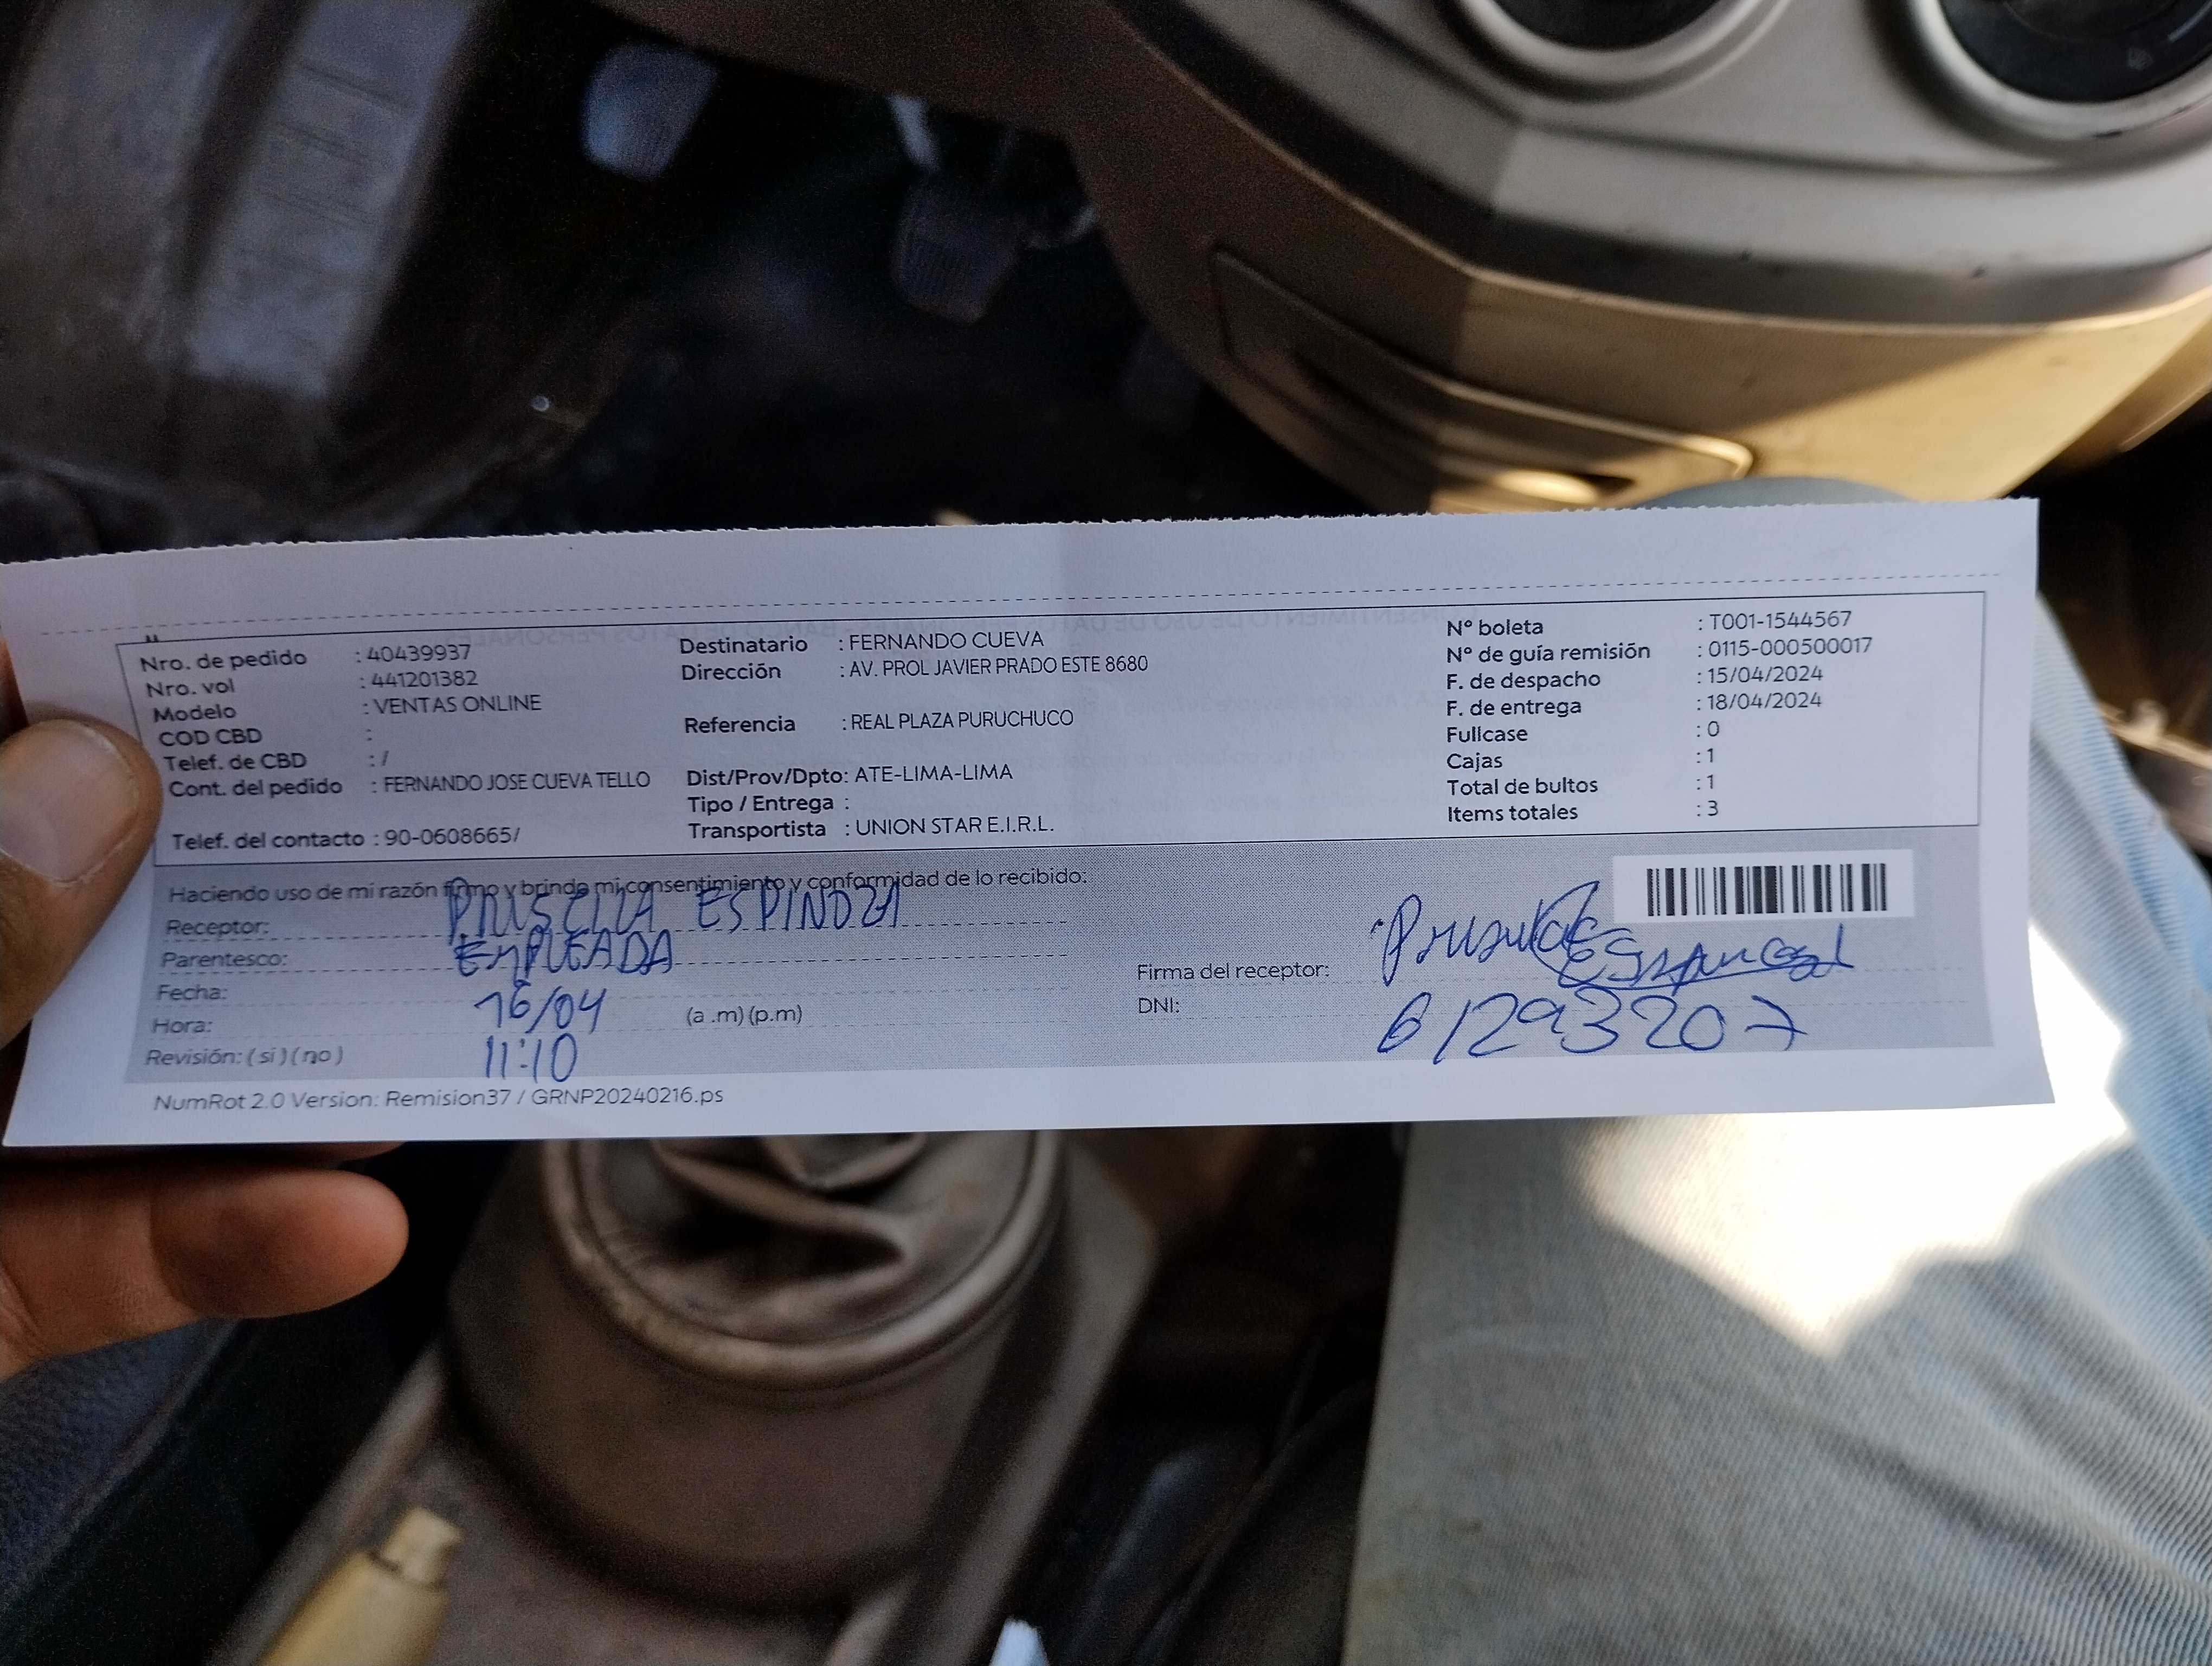 Nro. de pedido : 40439937
Nro. vol : 441201382
Modelo : VENTAS ONLINE
COD CBD :
Telef. de CBD : /
Cont. del pedido : FERNANDO JOSE CUEVA TELLO
Telef. del contacto : 90-0608665/
Destinatario : FERNANDO CUEVA
Dirección : AV. PROL JAVIER PRADO ESTE 8680
Referencia : REAL PLAZA PURUCHUCO
Dist/Prov/Dpto: ATE-LIMA-LIMA
Tipo / Entrega :
Transportista : UNION STAR E.I.R.L.
Nº boleta : T001-1544567
Nº de guía remisión : 0115-000500017
F. de despacho : 15/04/2024
F. de entrega : 18/04/2024
Fullcase : 0
Cajas : 1
Total de bultos : 1
Items totales : 3
Haciendo uso de mi razón firmo y brindo mi consentimiento y conformidad de lo recibido:
Receptor: ESPINOZA
Parentesco: EMPLEADA
Fecha: 16/04
Hora: 11:10 (a .m) (p.m)
Revisión: ( si ) ( no )
Firma del receptor:
DNI: 61293207
NumRot 2.0 Version: Remision37 / GRNP20240216.ps